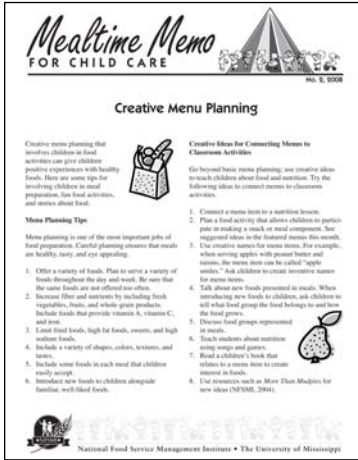 Mealtime Memo
FOR CHILD CARE
No. 2, 2008
Creative Menu Planning
Creative menu planning that
involves children in food
activities can give children
positive experiences with healthy
foods. Here are some tips for
involving children in meal
preparation, fun food activities,
and stories about food.
Menu Planning Tips
Menu planning is one of the most important jobs of
food preparation. Careful planning ensures that meals
are healthy, tasty, and eye appealing.
1. Offer a variety of foods. Plan to serve a variety of
foods throughout the day and week. Be sure that
the same foods are not offered too often.
2. Increase fiber and nutrients by including fresh
vegetables, fruits, and whole grain products.
Include foods that provide vitamin A, vitamin C,
and iron.
3. Limit fried foods, high fat foods, sweets, and high
sodium foods.
4. Include a variety of shapes, colors, textures, and
tastes.
5. Include some foods in each meal that children
easily accept.
6. Introduce new foods to children alongside
familiar, well-liked foods.
Creative Ideas for Connecting Menus to
Classroom Activities
Go beyond basic menu planning; use creative ideas
to teach children about food and nutrition. Try the
following ideas to connect menus to classroom
activities.
1. Connect a menu item to a nutrition lesson.
2. Plan a food activity that allows children to partici-
pate in making a snack or meal component. See
suggested ideas in the featured menus this month.
3. Use creative names for menu items. For example,
when serving apples with peanut butter and
raisins, the menu item can be called "apple
smiles." Ask children to create inventive names
for menu items.
4. Talk about new foods presented in meals. When
introducing new foods to children, ask children to
tell what food group the food belongs to and how
the food grows.
5. Discuss food groups represented
in meals.
6. Teach students about nutrition
using songs and games.
7. Read a children's book that
relates to a menu item to create
interest in foods.
8. Use resources such as More Than Mudpies for
new ideas (NFSMI, 2004).
NFSMI
National Food Service Management Institute • The University of Mississippi